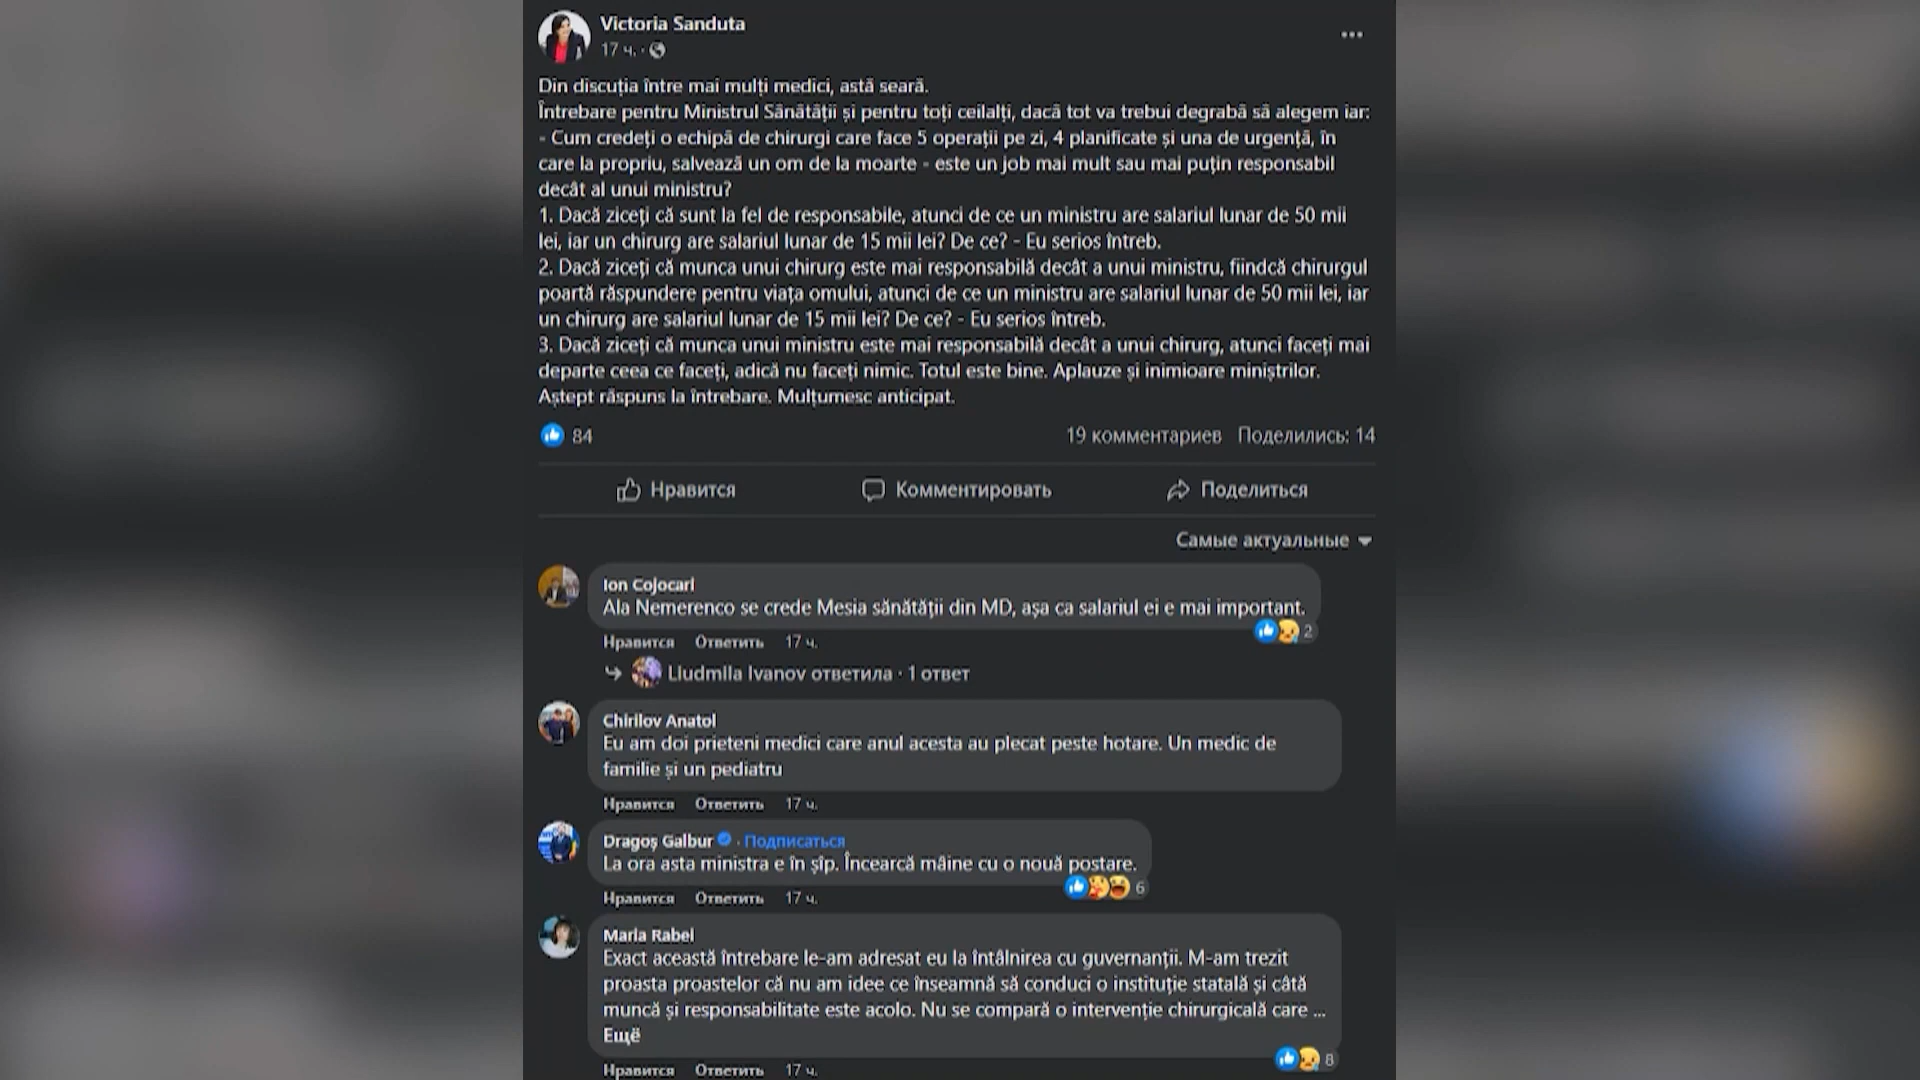 Victoria Sanduta
17 ч. ·
Din discuția între mai mulți medici, astă seară.
Întrebare pentru Ministrul Sănătății și pentru toți ceilalți, dacă tot va trebui degrabă să alegem iar:
- Cum credeți o echipă de chirurgi care face 5 operații pe zi, 4 planificate și una de urgență, în
care la propriu, salvează un om de la moarte - este un job mai mult sau mai puțin responsabil
decât al unui ministru?
1. Dacă ziceți că sunt la fel de responsabile, atunci de ce un ministru are salariul lunar de 50 mii
lei, iar un chirurg are salariul lunar de 15 mii lei? De ce? - Eu serios întreb.
2. Dacă ziceți că munca unui chirurg este mai responsabilă decât a unui ministru, fiindcă chirurgul
poartă răspundere pentru viața omului, atunci de ce un ministru are salariul lunar de 50 mii lei, iar
un chirurg are salariul lunar de 15 mii lei? De ce? - Eu serios întreb.
3. Dacă ziceți că munca unui ministru este mai responsabilă decât a unui chirurg, atunci faceți mai
departe ceea ce faceți, adică nu faceți nimic. Totul este bine. Aplauze și inimioare miniștrilor.
Aștept răspuns la întrebare. Mulțumesc anticipat.
84 19 комментариев Поделились: 14
Нравится Комментировать Поделиться
Самые актуальные
Ion Cojocari
Ala Nemerenco se crede Mesia sănătății din MD, așa ca salariul ei e mai important.
2
Нравится Ответить 17 ч.
Liudmila Ivanov ответила · 1 ответ
Chirilov Anatol
Eu am doi prieteni medici care anul acesta au plecat peste hotare. Un medic de
familie și un pediatru
Нравится Ответить 17 ч.
Dragoș Galbur · Подписаться
La ora asta ministra e în șîp. Încearcă mâine cu o nouă postare.
6
Нравится Ответить 17 ч.
Maria Rabei
Exact această întrebare le-am adresat eu la întâlnirea cu guvernanții. M-am trezit
proasta proastelor că nu am idee ce înseamnă să conduci o instituție statală și câtă
muncă și responsabilitate este acolo. Nu se compară o intervenție chirurgicală care ...
Ещё
8
Нравится Ответить 17 ч.